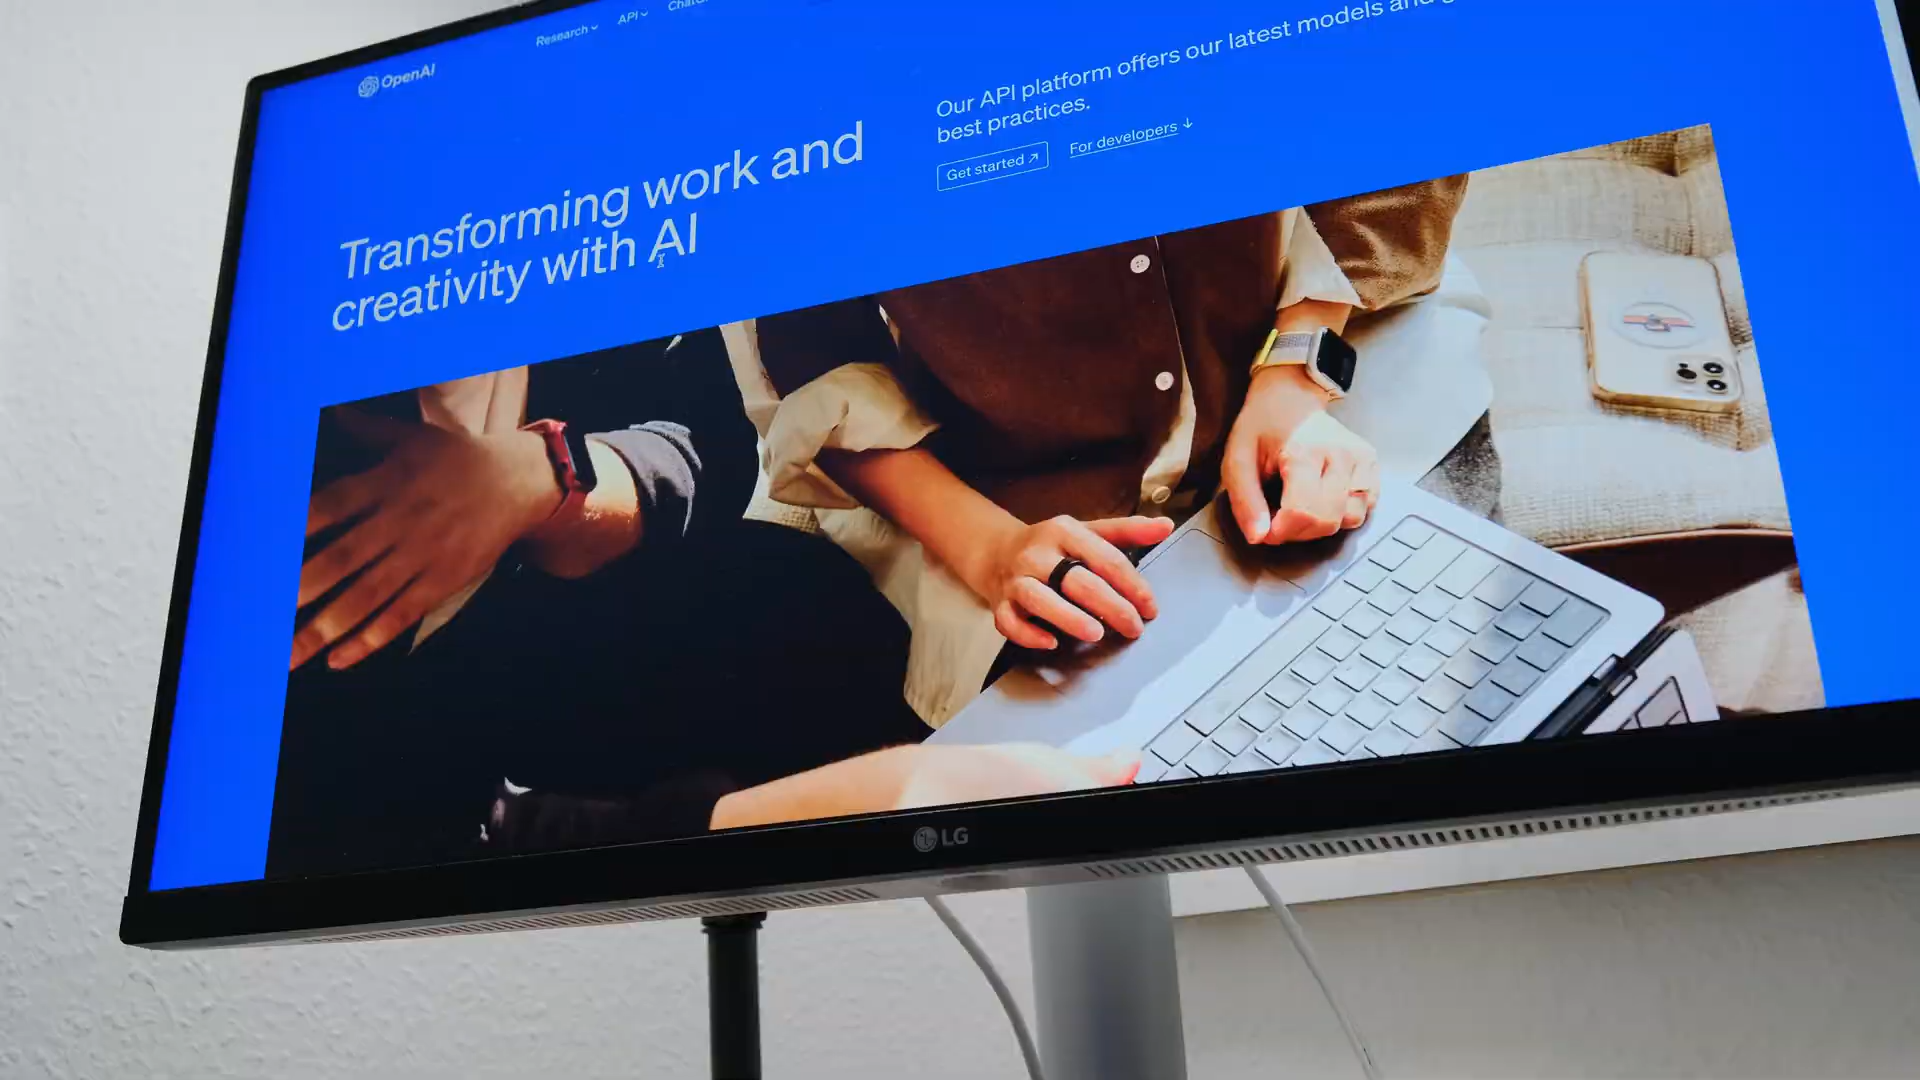 Research
API
OpenAI
Transforming work and
creativity with AI
Our API platform offers our latest models and
best practices.
Get started ↗
For developers ↓
LG